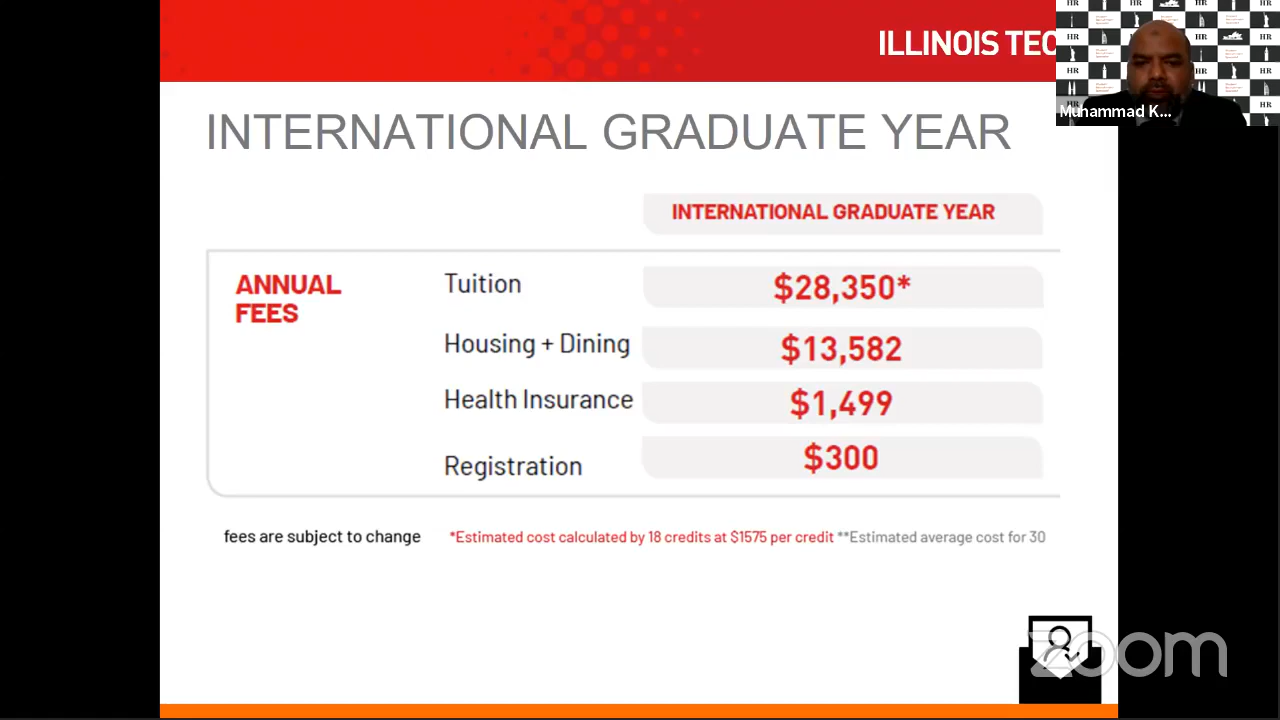 ILLINOIS TEC
HR
Muhammad K...
INTERNATIONAL GRADUATE YEAR
INTERNATIONAL GRADUATE YEAR
ANNUAL
FEES
Tuition $28,350*
Housing + Dining $13,582
Health Insurance $1,499
Registration $300
fees are subject to change *Estimated cost calculated by 18 credits at $1575 per credit **Estimated average cost for 30
zoom